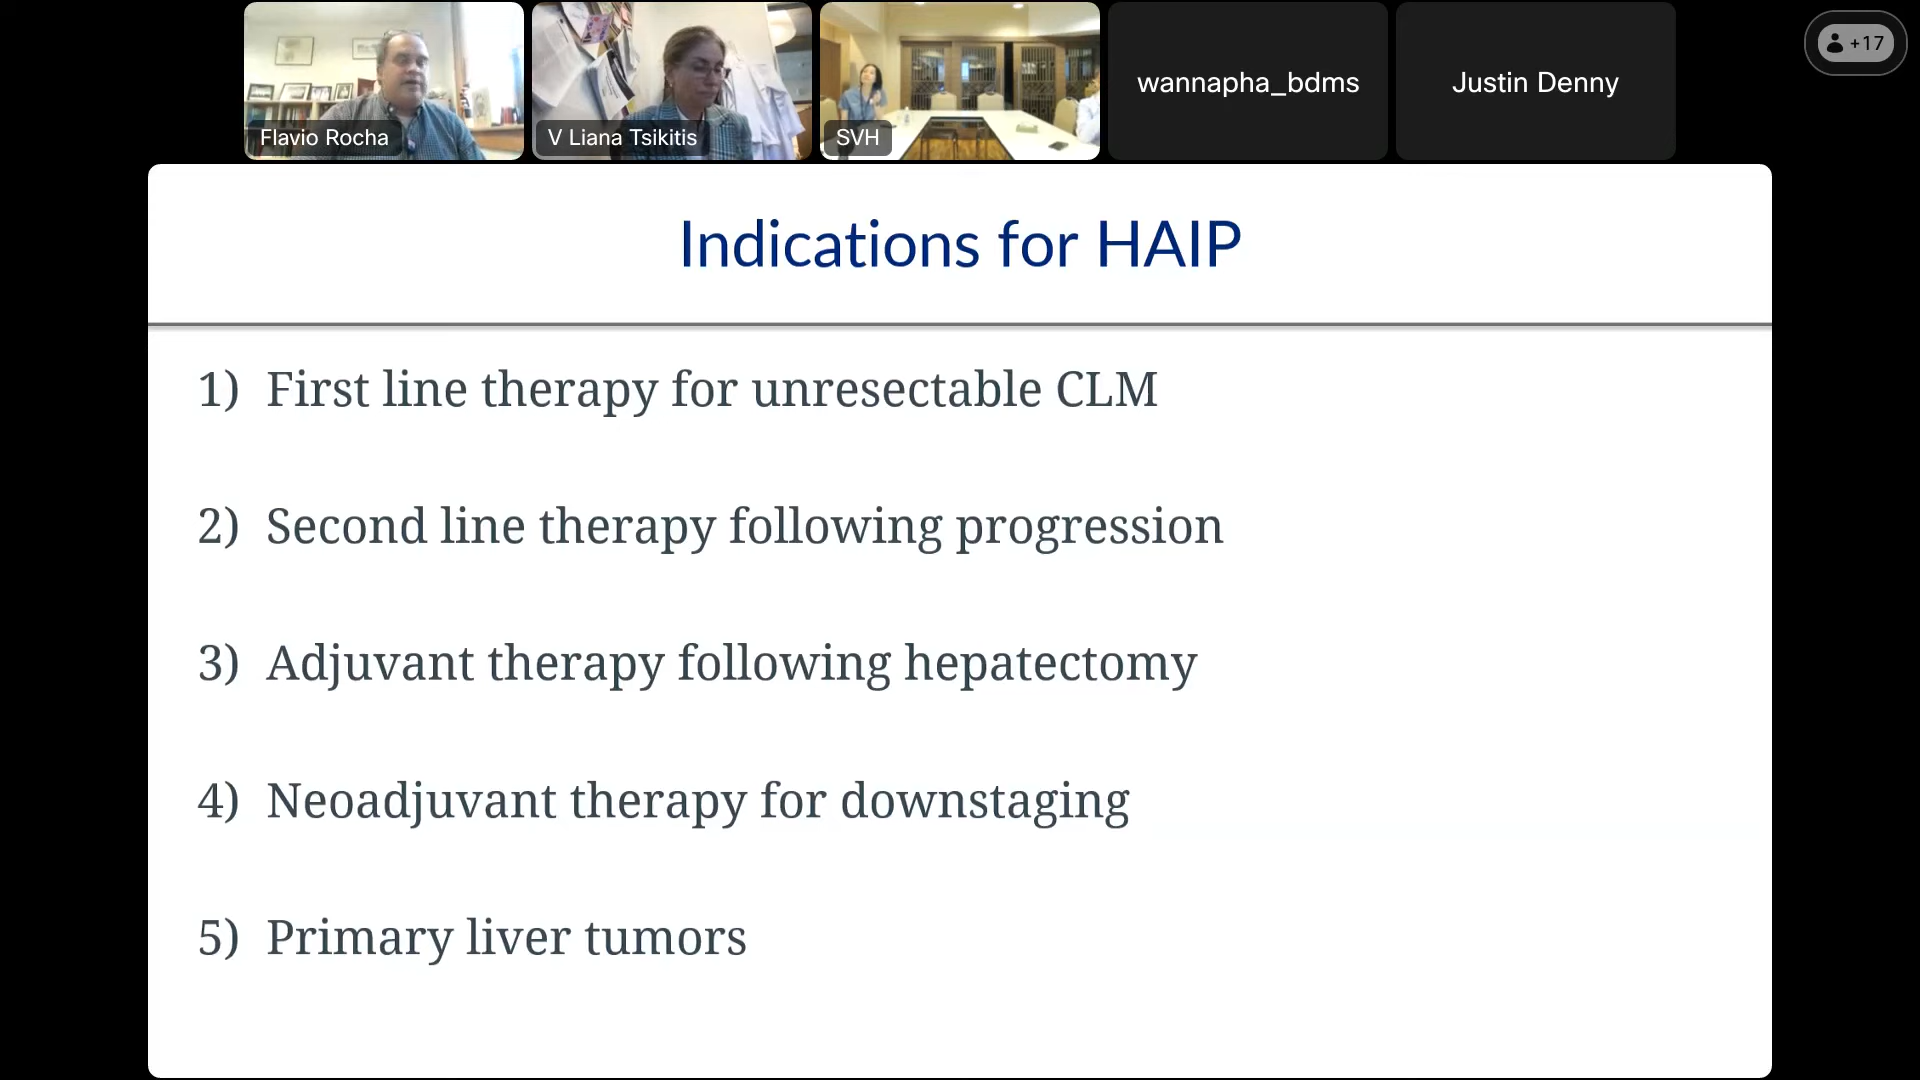 Flavio Rocha
V Liana Tsikitis
SVH
wannapha_bdms
Justin Denny
+17
Indications for HAIP
1) First line therapy for unresectable CLM
2) Second line therapy following progression
3) Adjuvant therapy following hepatectomy
4) Neoadjuvant therapy for downstaging
5) Primary liver tumors